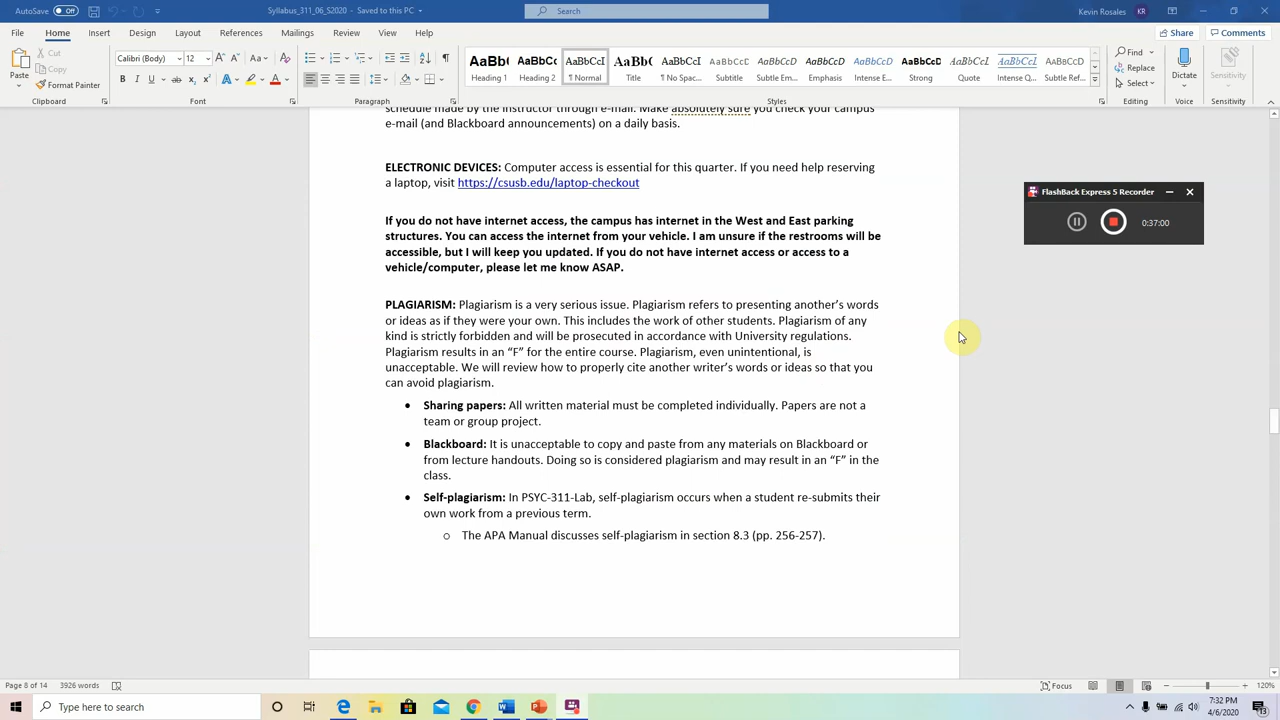 AutoSave Off
Syllabus_311_06_S2020 - Saved to this PC
Search
Kevin Rosales
File Home Insert Design Layout References Mailings Review View Help
Share Comments
Paste
Cut
Copy
Format Painter
Clipboard
Calibri (Body) 12
Font
Paragraph
AaBbCc Heading 1
AaBbCc Heading 2
AaBbCcI ¶ Normal
AaBb Title
AaBbCcI ¶ No Spac...
AaBbCcD Subtitle
AaBbCcD Subtle Em...
AaBbCcD Emphasis
AaBbCcD Intense E...
AaBbCcD Strong
AaBbCcI Quote
AaBbCcI Intense Q...
AaBbCcD Subtle Ref...
Styles
Find
Replace
Select
Editing
Dictate
Voice
Sensitivity
Sensitivity
schedule made by the instructor through e-mail. Make absolutely sure you check your campus
e-mail (and Blackboard announcements) on a daily basis.
ELECTRONIC DEVICES: Computer access is essential for this quarter. If you need help reserving
a laptop, visit https://csusb.edu/laptop-checkout
If you do not have internet access, the campus has internet in the West and East parking
structures. You can access the internet from your vehicle. I am unsure if the restrooms will be
accessible, but I will keep you updated. If you do not have internet access or access to a
vehicle/computer, please let me know ASAP.
PLAGIARISM: Plagiarism is a very serious issue. Plagiarism refers to presenting another’s words
or ideas as if they were your own. This includes the work of other students. Plagiarism of any
kind is strictly forbidden and will be prosecuted in accordance with University regulations.
Plagiarism results in an “F” for the entire course. Plagiarism, even unintentional, is
unacceptable. We will review how to properly cite another writer’s words or ideas so that you
can avoid plagiarism.
• Sharing papers: All written material must be completed individually. Papers are not a
team or group project.
• Blackboard: It is unacceptable to copy and paste from any materials on Blackboard or
from lecture handouts. Doing so is considered plagiarism and may result in an “F” in the
class.
• Self-plagiarism: In PSYC-311-Lab, self-plagiarism occurs when a student re-submits their
own work from a previous term.
o The APA Manual discusses self-plagiarism in section 8.3 (pp. 256-257).
FlashBack Express 5 Recorder
0:37:00
Page 8 of 14 3926 words
Focus
120%
Type here to search
7:32 PM
4/6/2020
13